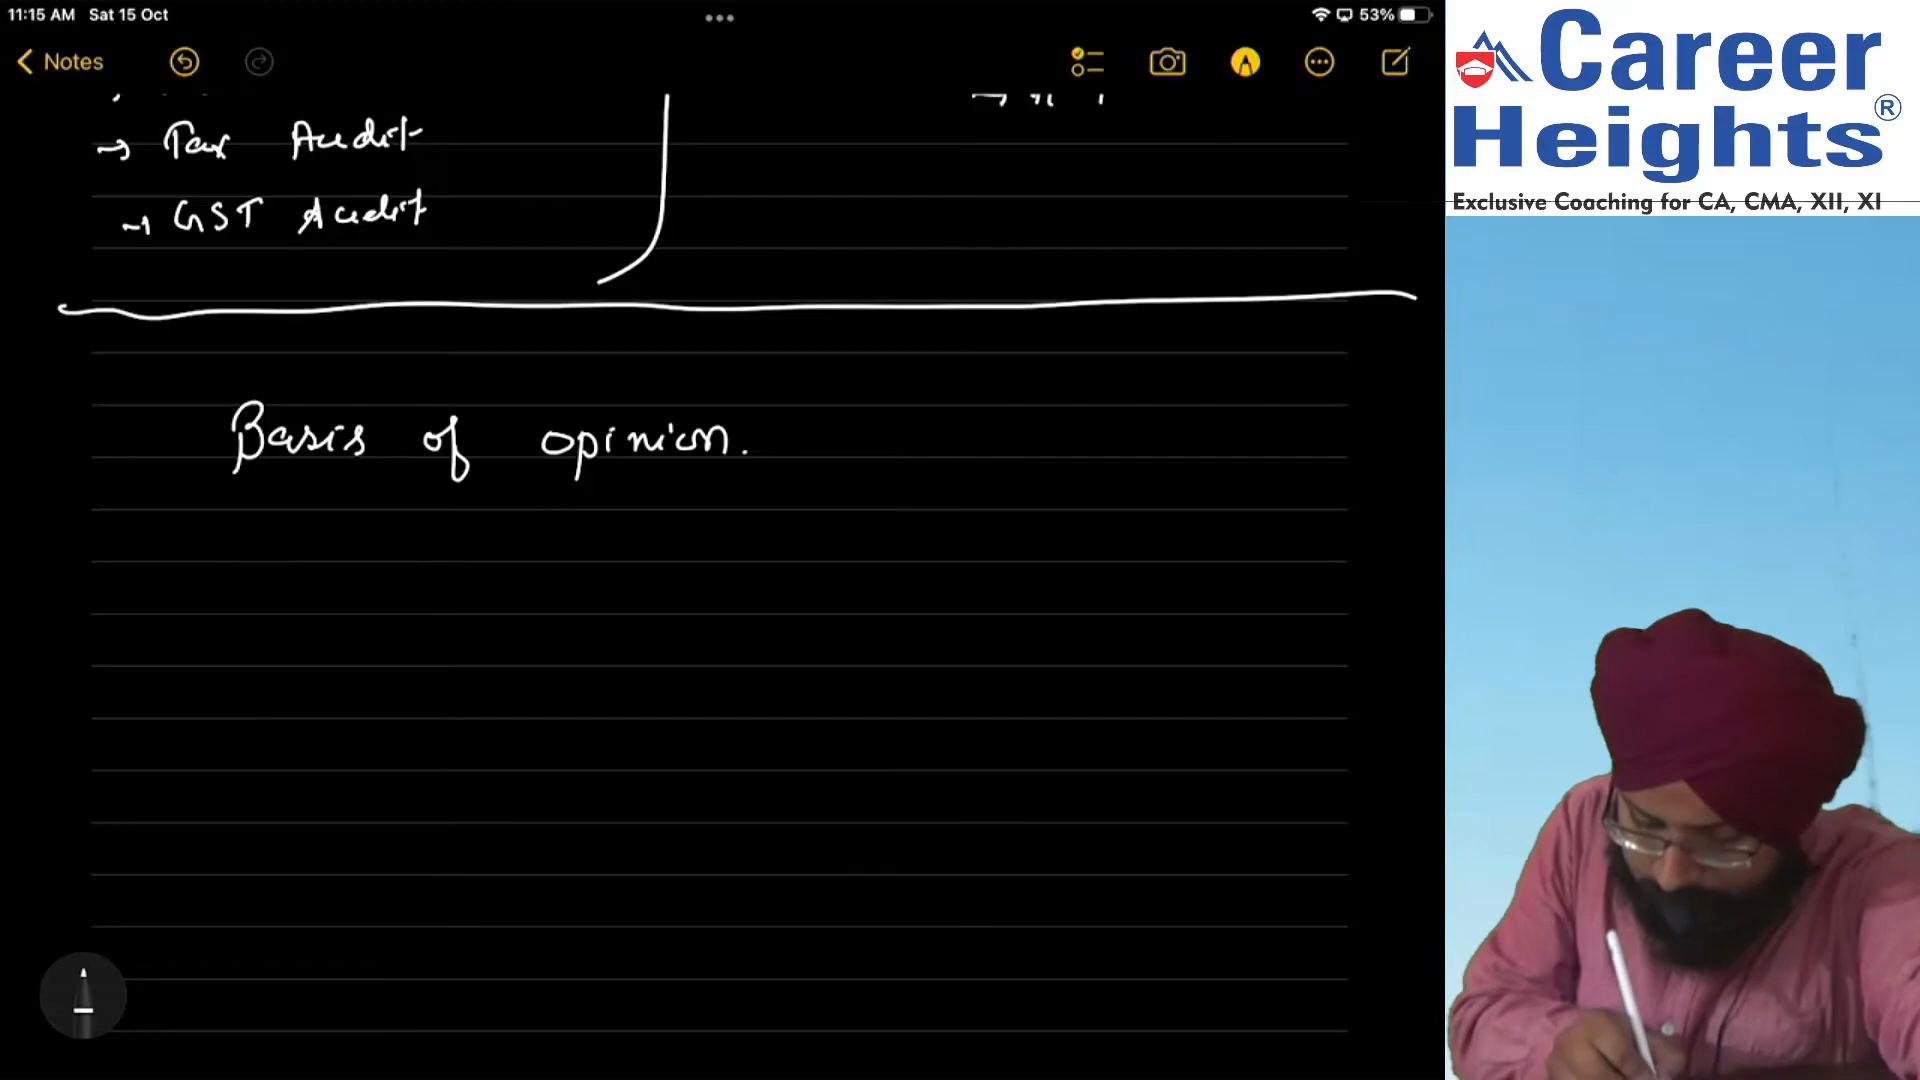 11:15 AM Sat 15 Oct
53%
Notes
→ Tax Audit
→ GST Audit
Basis of opinion.
Career
Heights®
Exclusive Coaching for CA, CMA, XII, XI